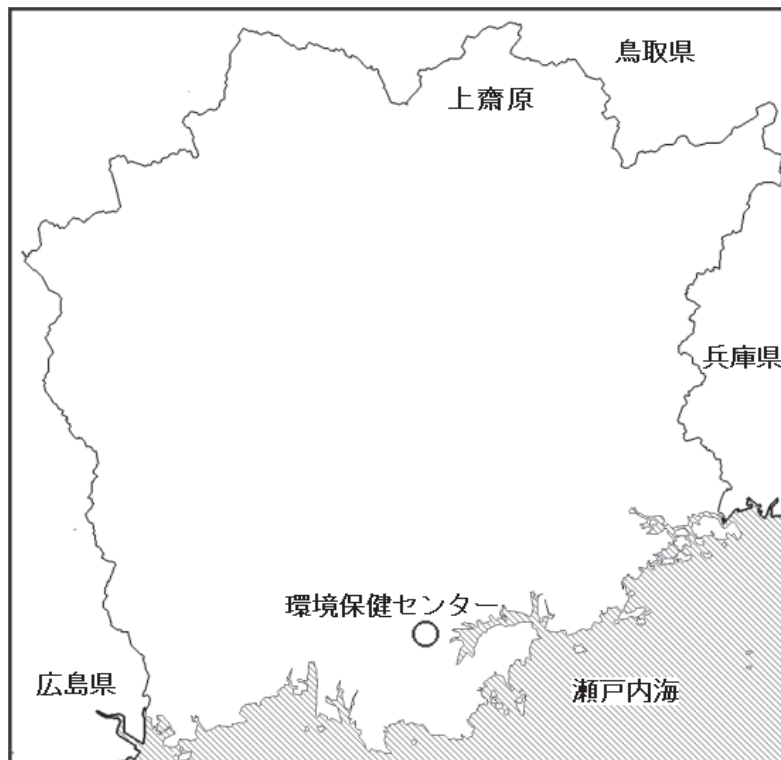 鳥取県
上齋原
兵庫県
環境保健センター
広島県
瀬戸内海